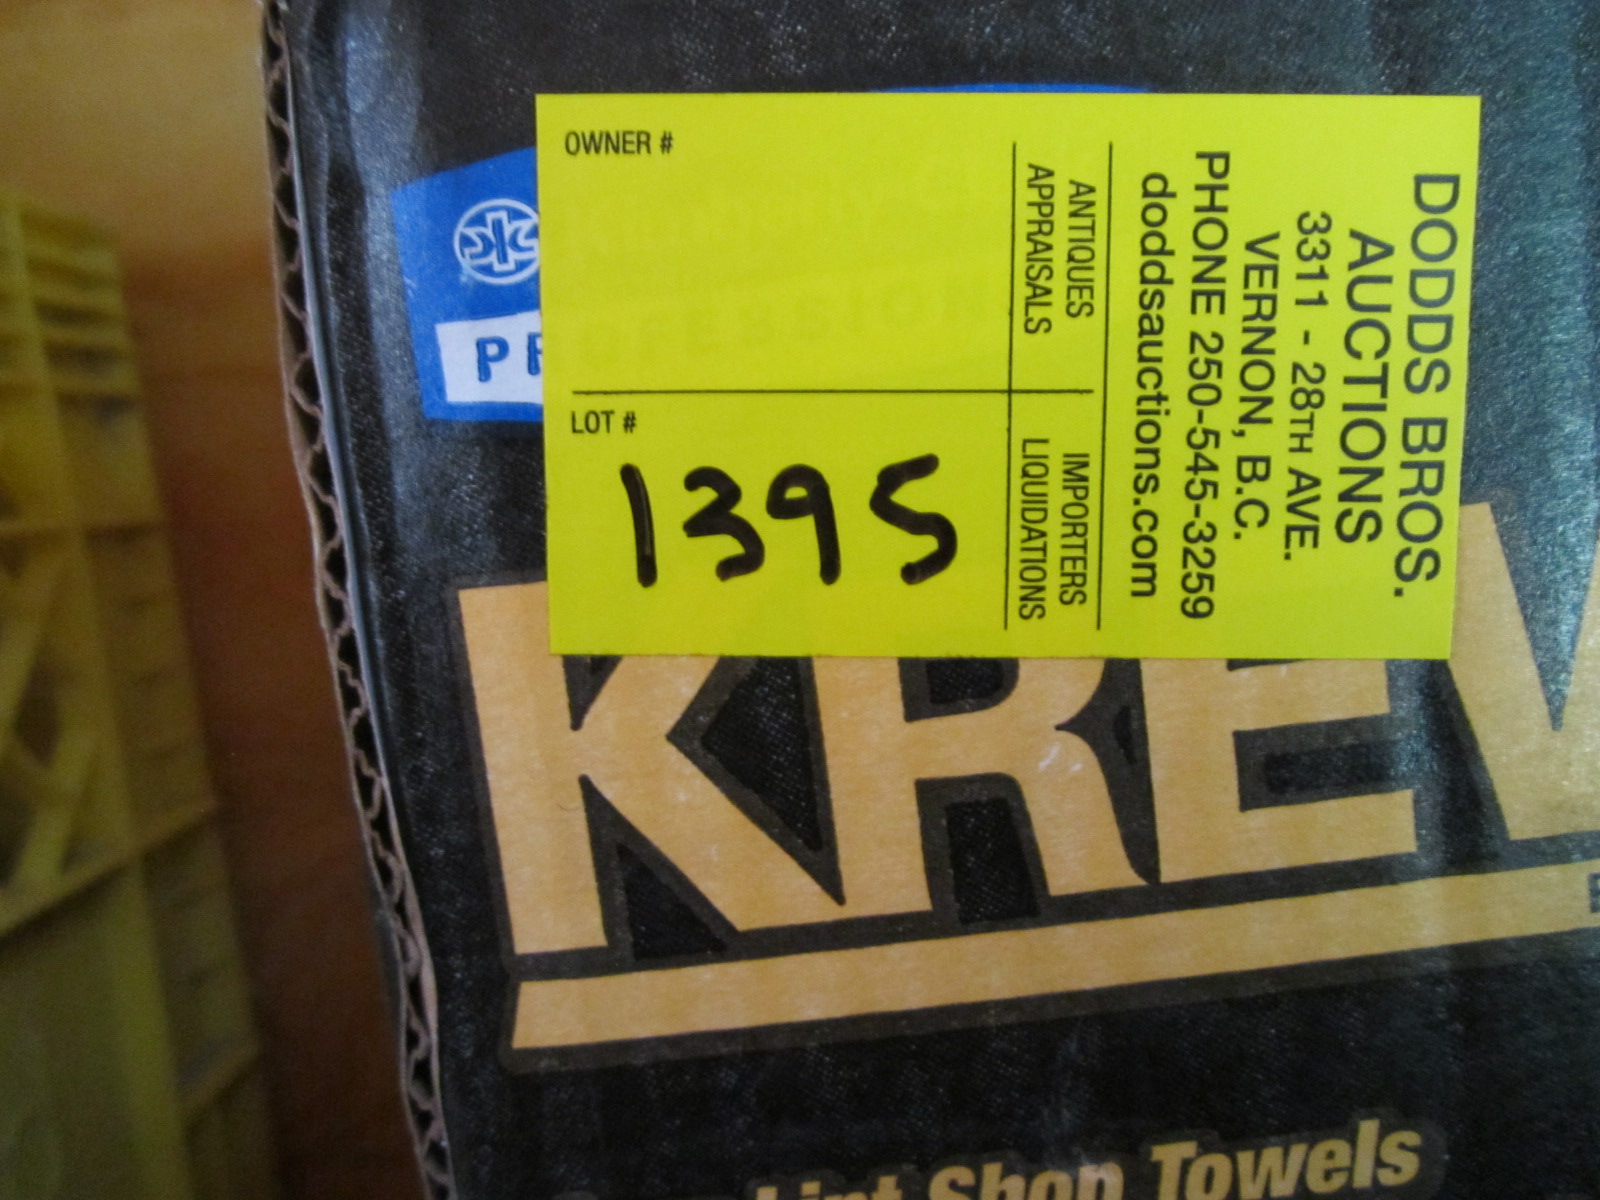 OWNER #
LOT #
1395
ANTIQUES
APPRAISALS
IMPORTERS
LIQUIDATIONS
DODDS BROS.
AUCTIONS
3311 - 28TH AVE.
VERNON, B.C.
PHONE 250-545-3259
doddsauctions.com
Shop Towels